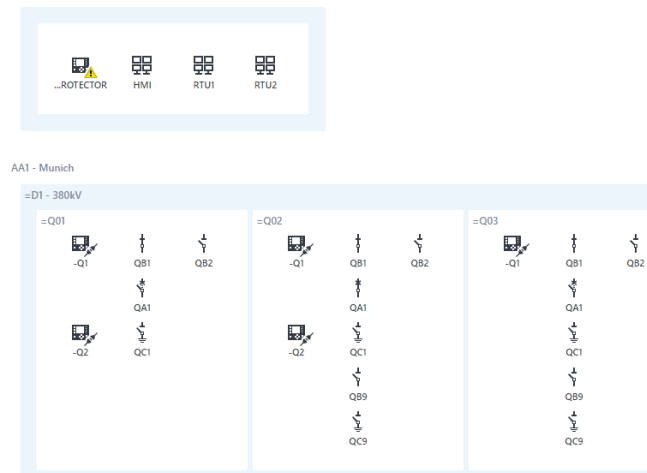 ...ROTECTOR HMI RTU1 RTU2
AA1 - Munich
=D1 - 380kV
=Q01 =Q02 =Q03
-Q1 QB1 QB2 -Q1 QB1 QB2 -Q1 QB1 QB2
QA1 QA1 QA1
-Q2 QC1 -Q2 QC1 QC1
QB9 QB9
QC9 QC9